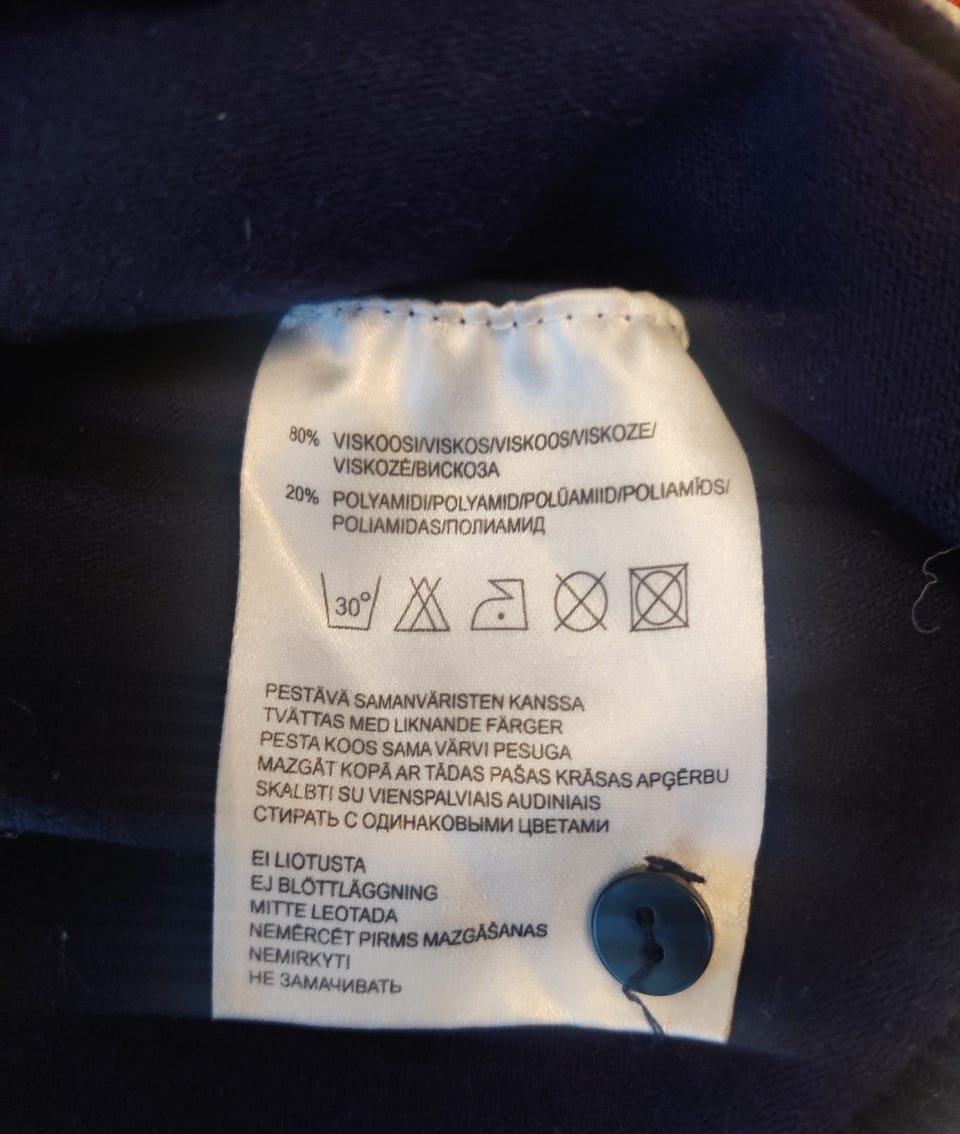 80% VISKOOSI/VISKOS/VISKOOS/VISKOZE/
VISKOZĖ/ВИСКОЗА
20% POLYAMIDI/POLYAMID/POLÜAMIID/POLIAMĪDS/
POLIAMIDAS/ПОЛИАМИД
30°
PESTÄVÄ SAMANVÄRISTEN KANSSA
TVÄTTAS MED LIKNANDE FÄRGER
PESTA KOOS SAMA VÄRVI PESUGA
MAZGĀT KOPĀ AR TĀDAS PAŠAS KRĀSAS APĢĒRBU
SKALBTI SU VIENSPALVIAIS AUDINIAIS
СТИРАТЬ С ОДИНАКОВЫМИ ЦВЕТАМИ
EI LIOTUSTA
EJ BLÖTTLÄGGNING
MITTE LEOTADA
NEMĒRCĒT PIRMS MAZGĀŠANAS
NEMIRKYTI
НЕ ЗАМАЧИВАТЬ